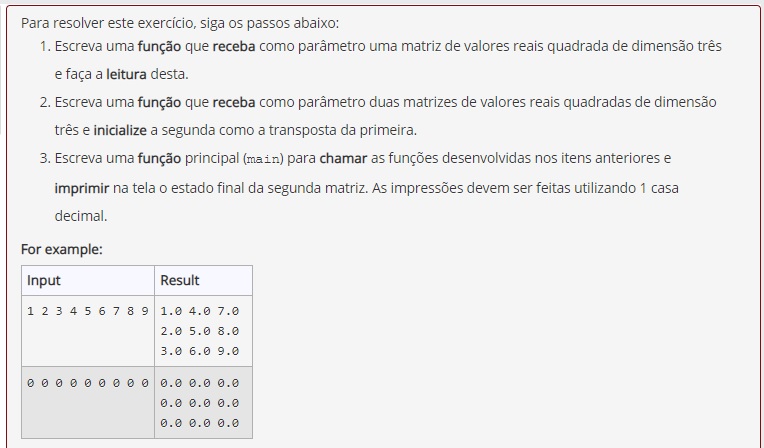 Para resolver este exercício, siga os passos abaixo:
1. Escreva uma função que receba como parâmetro uma matriz de valores reais quadrada de dimensão três
e faça a leitura desta.
2. Escreva uma função que receba como parâmetro duas matrizes de valores reais quadradas de dimensão
três e inicialize a segunda como a transposta da primeira.
3. Escreva uma função principal (main) para chamar as funções desenvolvidas nos itens anteriores e
imprimir na tela o estado final da segunda matriz. As impressões devem ser feitas utilizando 1 casa
decimal.
For example:
Input Result
1 2 3 4 5 6 7 8 9 1.0 4.0 7.0
2.0 5.0 8.0
3.0 6.0 9.0
0 0 0 0 0 0 0 0 0 0.0 0.0 0.0
0.0 0.0 0.0
0.0 0.0 0.0